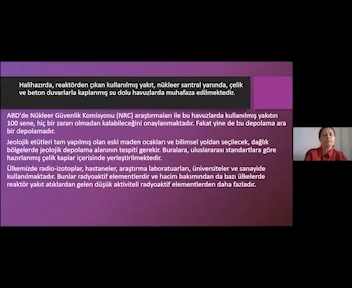 Halihazırda, reaktörden çıkan kullanılmış yakıt, nükleer santral yanında, çelik
ve beton duvarlarla kaplanmış su dolu havuzlarda muhafaza edilmektedir.
ABD'de Nükleer Güvenlik Komisyonu (NRC) araştırmaları ile bu havuzlarda kullanılmış yakıtın
100 sene, hiç bir zararı olmadan kalabileceğini onaylanmaktadır. Fakat yine de bu depolama ara
bir depolamadır.
Jeolojik etütleri tam yapılmış olan eski maden ocakları ve bilimsel yoldan seçilecek, dağlık
bölgelerde jeolojik depolama alanının tespiti gerekir. Buralara, uluslararası standartlara göre
hazırlanmış çelik kaplar içerisinde yerleştirilmektedir.
Ülkemizde radio-izotoplar, hastaneler, araştırma laboratuarları, üniversiteler ve sanayide
kullanılmaktadır. Bunlar radyoaktif elementlerdir ve hacim bakımından da bazı ülkelerde
reaktör yakıt atıklardan gelen düşük aktiviteli radyoaktif elementlerden daha fazladır.